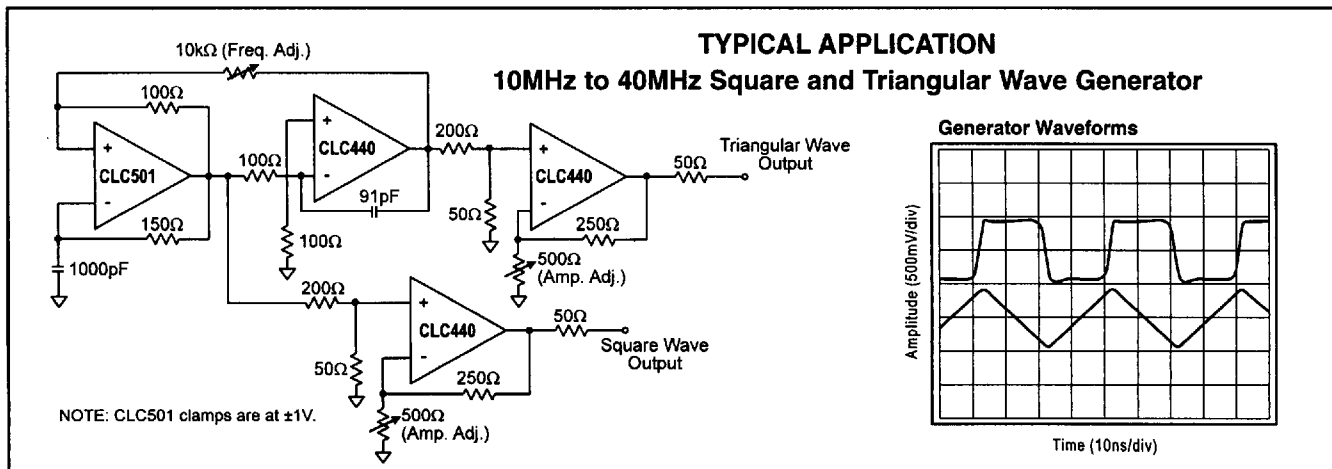 TYPICAL APPLICATION
10MHz to 40MHz Square and Triangular Wave Generator
10kΩ (Freq. Adj.)
100Ω
+
CLC501
-
150Ω
1000pF
100Ω
+
CLC440
-
91pF
100Ω
200Ω
50Ω
+
CLC440
-
250Ω
500Ω
(Amp. Adj.)
50Ω
Triangular Wave
Output
200Ω
50Ω
+
CLC440
-
250Ω
500Ω
(Amp. Adj.)
50Ω
Square Wave
Output
NOTE: CLC501 clamps are at ±1V.
Generator Waveforms
Amplitude (500mV/div)
Time (10ns/div)